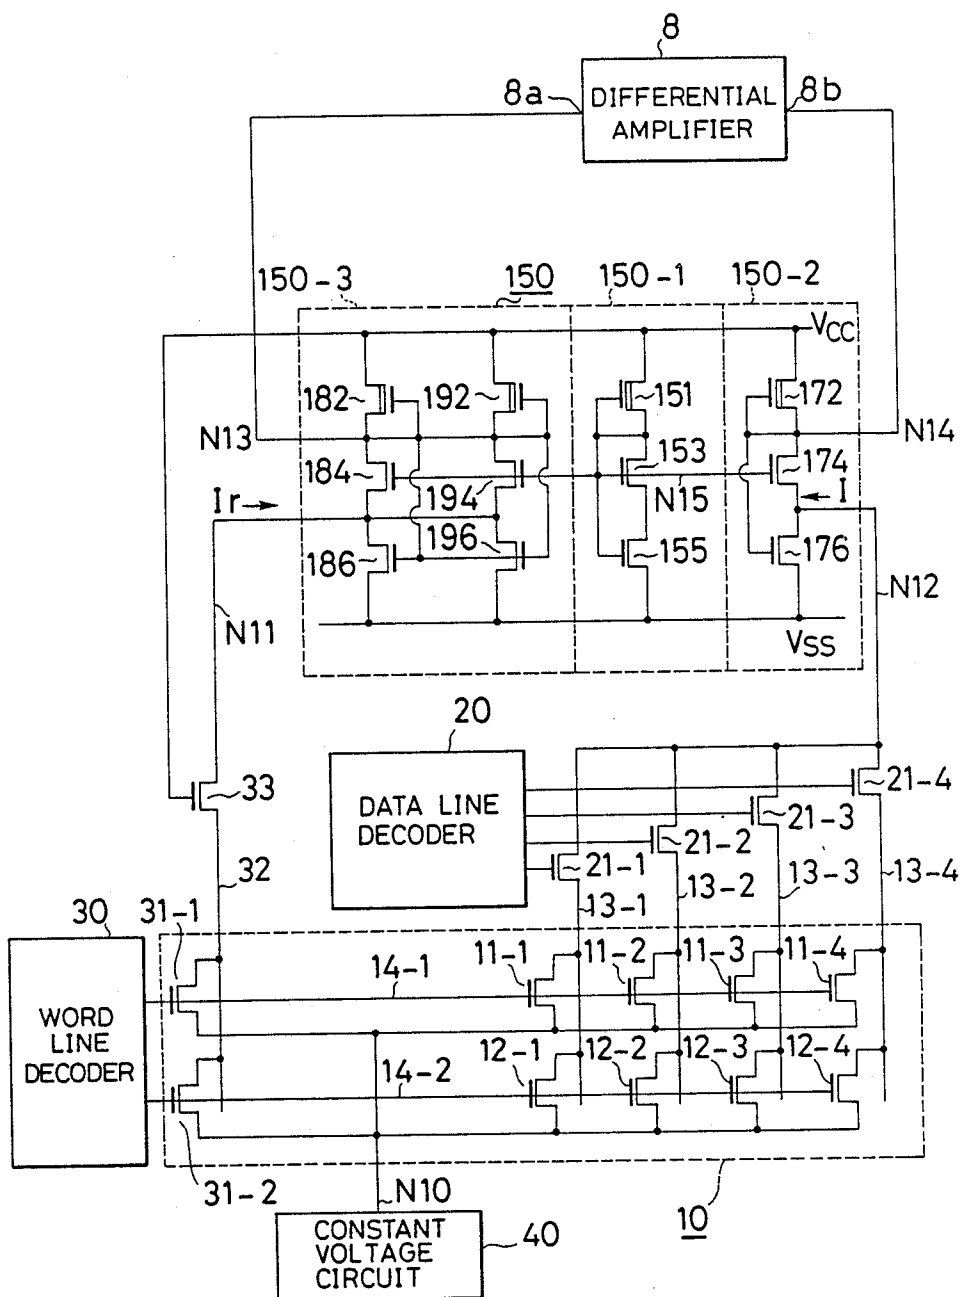 8
8a
DIFFERENTIAL
AMPLIFIER
8b
150-3
150
150-1
150-2
VCC
182
192
151
172
N13
N14
184
194
153
N15
174
Ir
I
186
196
155
176
N11
N12
VSS
20
33
DATA LINE
DECODER
21-4
21-3
21-2
21-1
32
13-1
13-2
13-3
13-4
30
31-1
14-1
11-1
11-2
11-3
11-4
WORD
LINE
DECODER
14-2
12-1
12-2
12-3
12-4
31-2
N10
10
CONSTANT
VOLTAGE
CIRCUIT
40